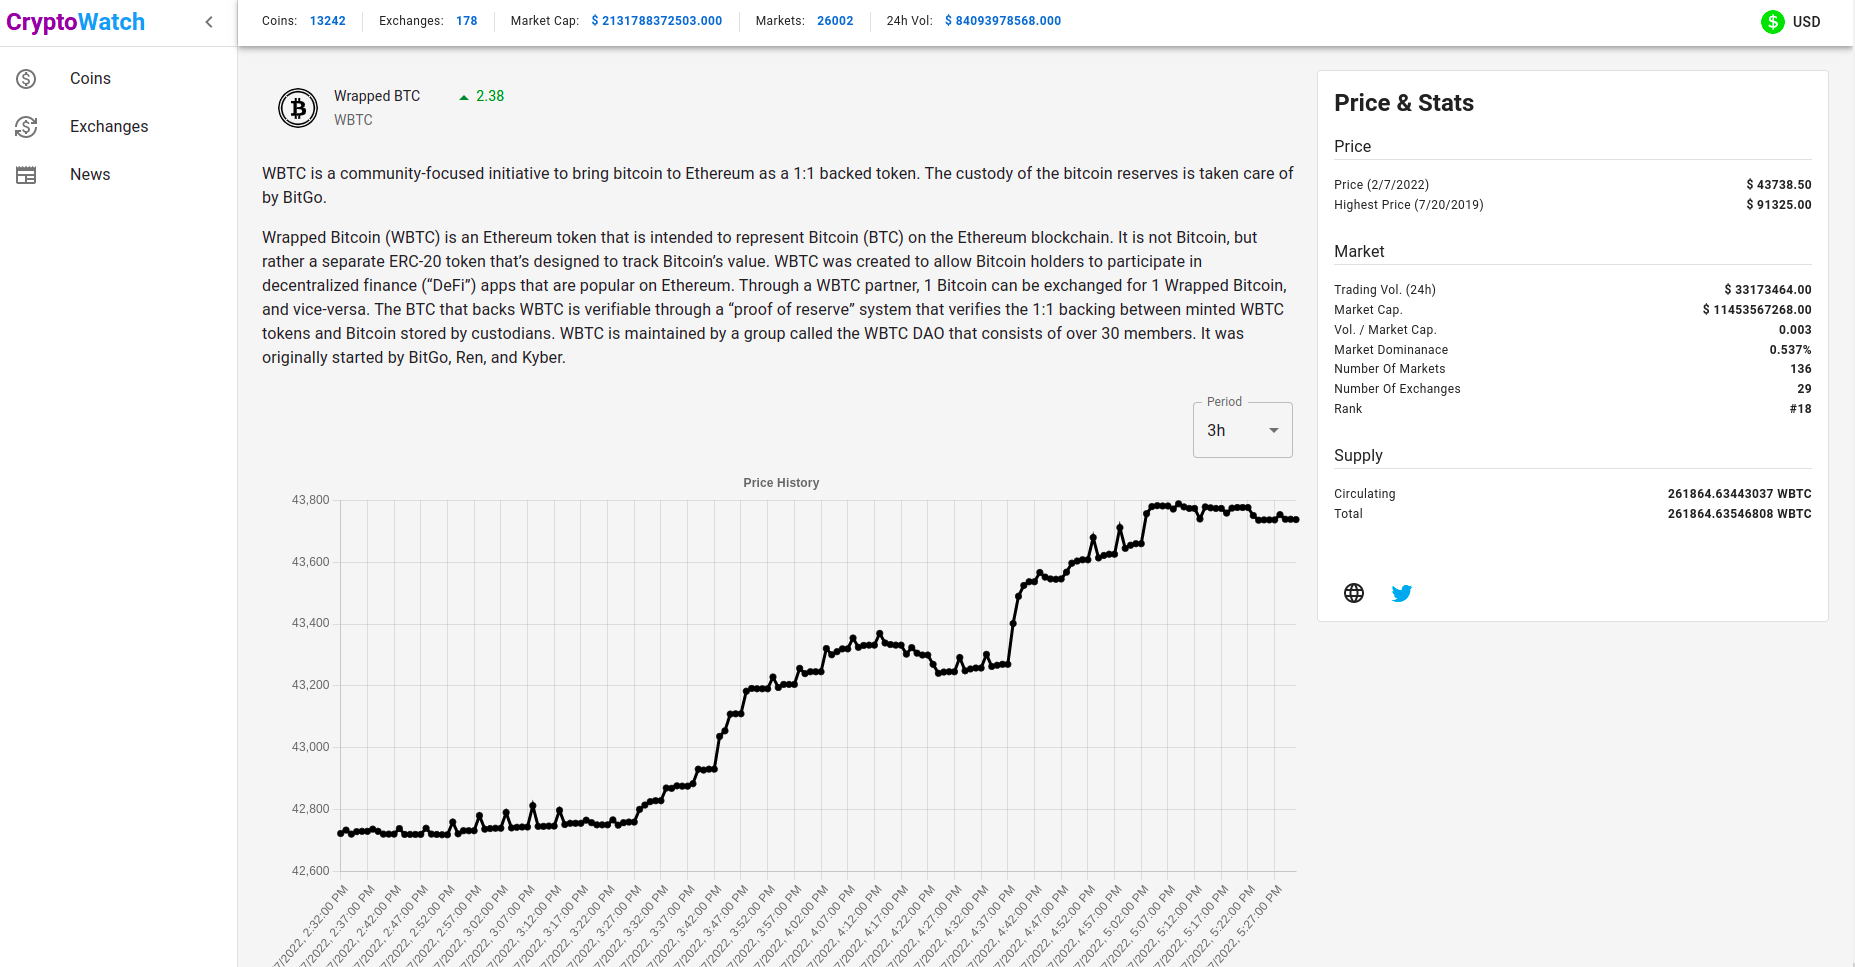 CryptoWatch
Coins: 13242 Exchanges: 178 Market Cap: $ 2131788372503.000 Markets: 26002 24h Vol: $ 84093978568.000
$ USD
Coins
Exchanges
News
Wrapped BTC 2.38
WBTC
WBTC is a community-focused initiative to bring bitcoin to Ethereum as a 1:1 backed token. The custody of the bitcoin reserves is taken care of
by BitGo.
Wrapped Bitcoin (WBTC) is an Ethereum token that is intended to represent Bitcoin (BTC) on the Ethereum blockchain. It is not Bitcoin, but
rather a separate ERC-20 token that’s designed to track Bitcoin’s value. WBTC was created to allow Bitcoin holders to participate in
decentralized finance (“DeFi”) apps that are popular on Ethereum. Through a WBTC partner, 1 Bitcoin can be exchanged for 1 Wrapped Bitcoin,
and vice-versa. The BTC that backs WBTC is verifiable through a “proof of reserve” system that verifies the 1:1 backing between minted WBTC
tokens and Bitcoin stored by custodians. WBTC is maintained by a group called the WBTC DAO that consists of over 30 members. It was
originally started by BitGo, Ren, and Kyber.
Period
3h
Price History
43,800
43,600
43,400
43,200
43,000
42,800
42,600
7/2022, 2:32:00 PM
/2022, 2:37:00 PM
7/2022, 2:42:00 PM
7/2022, 2:47:00 PM
7/2022, 2:52:00 PM
7/2022, 2:57:00 PM
7/2022, 3:02:00 PM
7/2022, 3:07:00 PM
7/2022, 3:12:00 PM
7/2022, 3:17:00 PM
7/2022, 3:22:00 PM
7/2022, 3:27:00 PM
7/2022, 3:32:00 PM
7/2022, 3:37:00 PM
7/2022, 3:42:00 PM
7/2022, 3:47:00 PM
7/2022, 3:52:00 PM
7/2022, 3:57:00 PM
7/2022, 4:02:00 PM
7/2022, 4:07:00 PM
7/2022, 4:12:00 PM
7/2022, 4:17:00 PM
7/2022, 4:22:00 PM
7/2022, 4:27:00 PM
7/2022, 4:32:00 PM
7/2022, 4:37:00 PM
7/2022, 4:42:00 PM
7/2022, 4:47:00 PM
7/2022, 4:52:00 PM
7/2022, 4:57:00 PM
7/2022, 5:02:00 PM
7/2022, 5:07:00 PM
7/2022, 5:12:00 PM
7/2022, 5:17:00 PM
7/2022, 5:22:00 PM
7/2022, 5:27:00 PM
Price & Stats
Price
Price (2/7/2022) $ 43738.50
Highest Price (7/20/2019) $ 91325.00
Market
Trading Vol. (24h) $ 33173464.00
Market Cap. $ 11453567268.00
Vol. / Market Cap. 0.003
Market Dominanace 0.537%
Number Of Markets 136
Number Of Exchanges 29
Rank #18
Supply
Circulating 261864.63443037 WBTC
Total 261864.63546808 WBTC